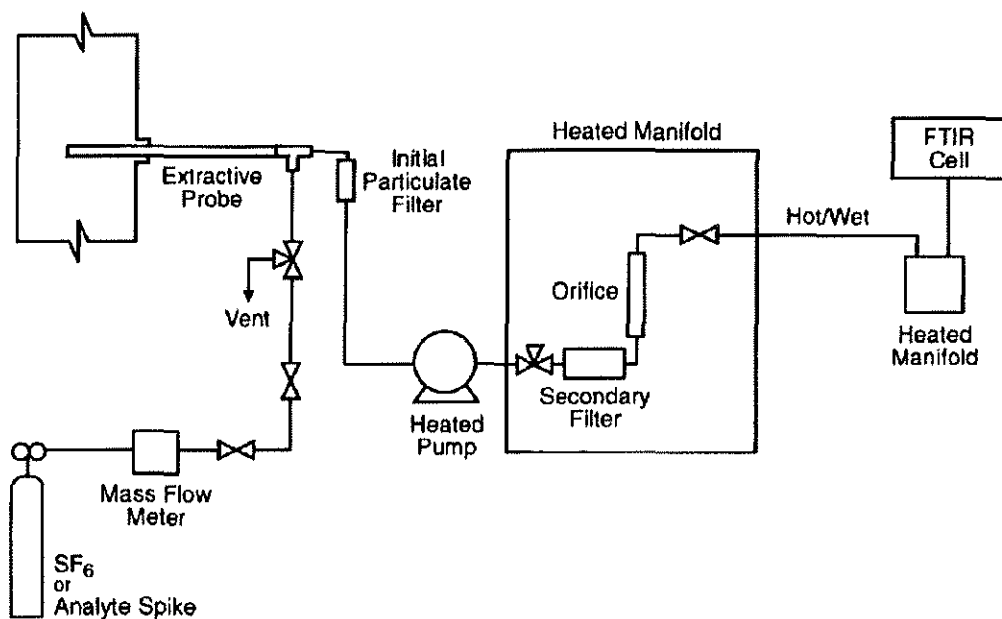 Extractive
Probe
Initial
Particulate
Filter
Heated Manifold
FTIR
Cell
Hot/Wet
Orifice
Vent
Heated
Manifold
Secondary
Filter
Heated
Pump
Mass Flow
Meter
SF6
or
Analyte Spike